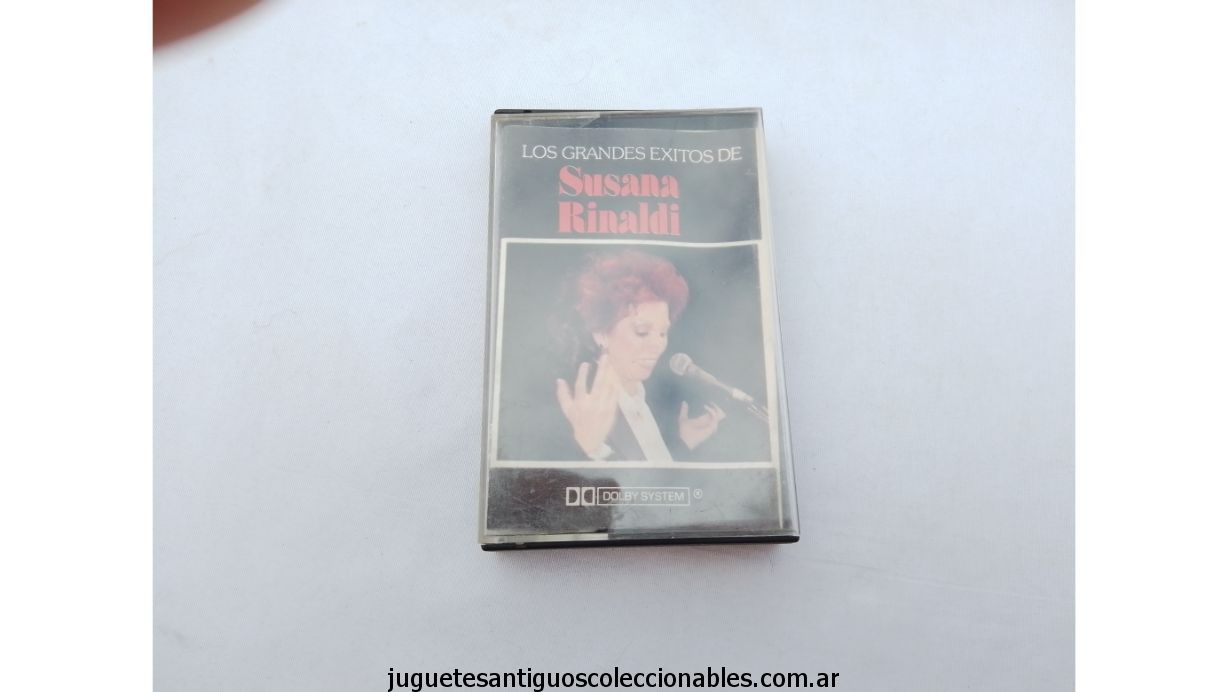 LOS GRANDES EXITOS DE
Susana
Rinaldi
DOLBY SYSTEM ®
juguetesantiguoscoleccionables.com.ar